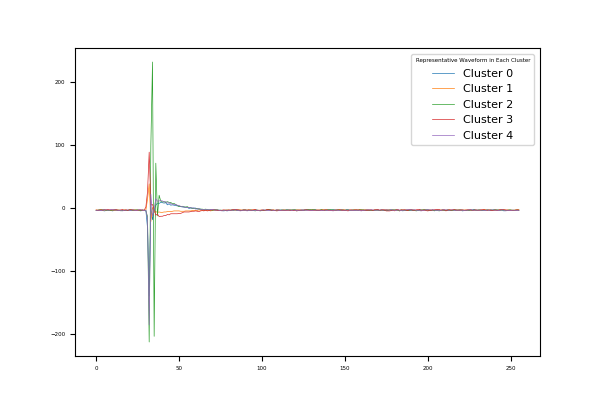 Representative Waveform in Each Cluster
Cluster 0
Cluster 1
Cluster 2
Cluster 3
Cluster 4
200
100
0
−100
−200
0 50 100 150 200 250